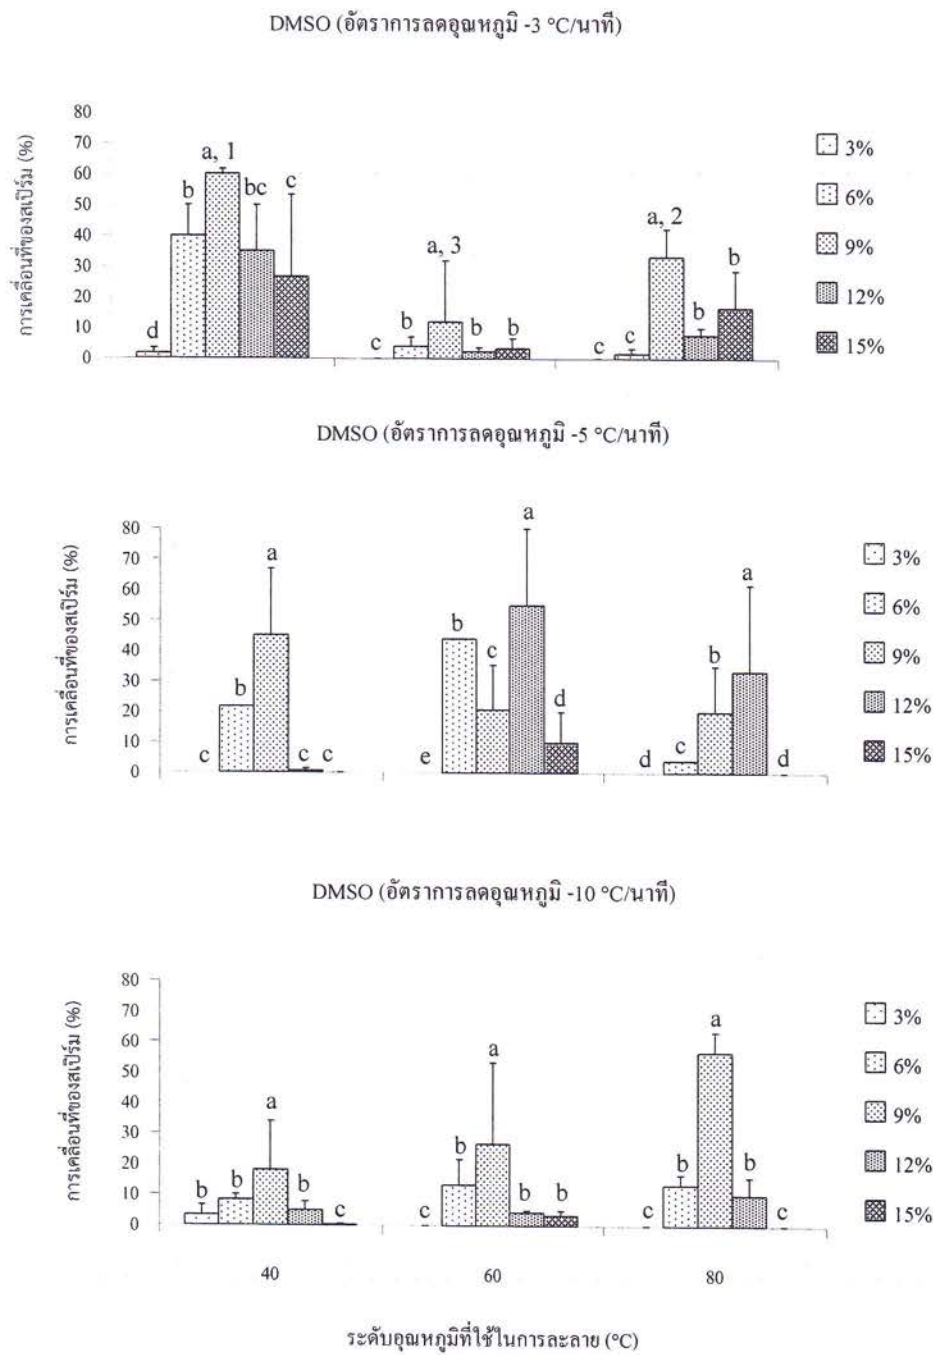 DMSO (อัตราการลดอุณหภูมิ -3 °C/นาที)
การเคลื่อนที่ของสเปิร์ม (%)
80
70
60
50
40
30
20
10
0
d b a, 1 bc c
c b a, 3 b b
c c a, 2 b b
3%
6%
9%
12%
15%
DMSO (อัตราการลดอุณหภูมิ -5 °C/นาที)
การเคลื่อนที่ของสเปิร์ม (%)
80
70
60
50
40
30
20
10
0
c b a c c
e b c a d
d c b a d
3%
6%
9%
12%
15%
DMSO (อัตราการลดอุณหภูมิ -10 °C/นาที)
การเคลื่อนที่ของสเปิร์ม (%)
80
70
60
50
40
30
20
10
0
b b a b c
c b a b b
c b a b c
3%
6%
9%
12%
15%
40 60 80
ระดับอุณหภูมิที่ใช้ในการละลาย (°C)